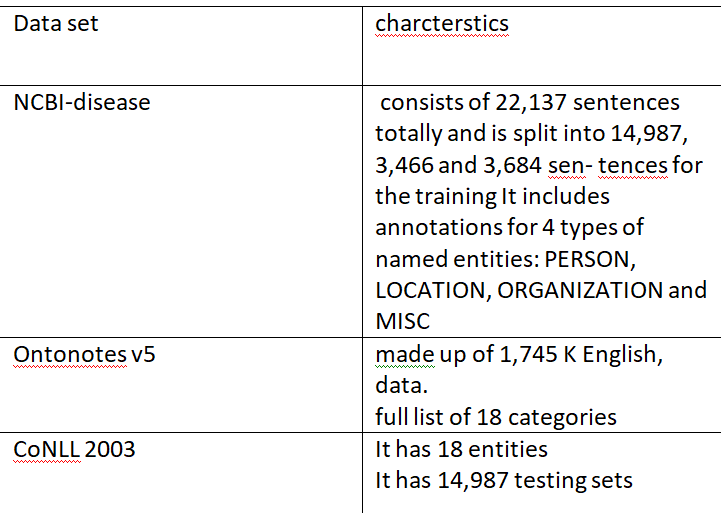 Data set
charcterstics
NCBI-disease
consists of 22,137 sentences
totally and is split into 14,987,
3,466 and 3,684 sen- tences for
the training It includes
annotations for 4 types of
named entities: PERSON,
LOCATION, ORGANIZATION and
MISC
Ontonotes v5
made up of 1,745 K English,
data.
full list of 18 categories
CoNLL 2003
It has 18 entities
It has 14,987 testing sets